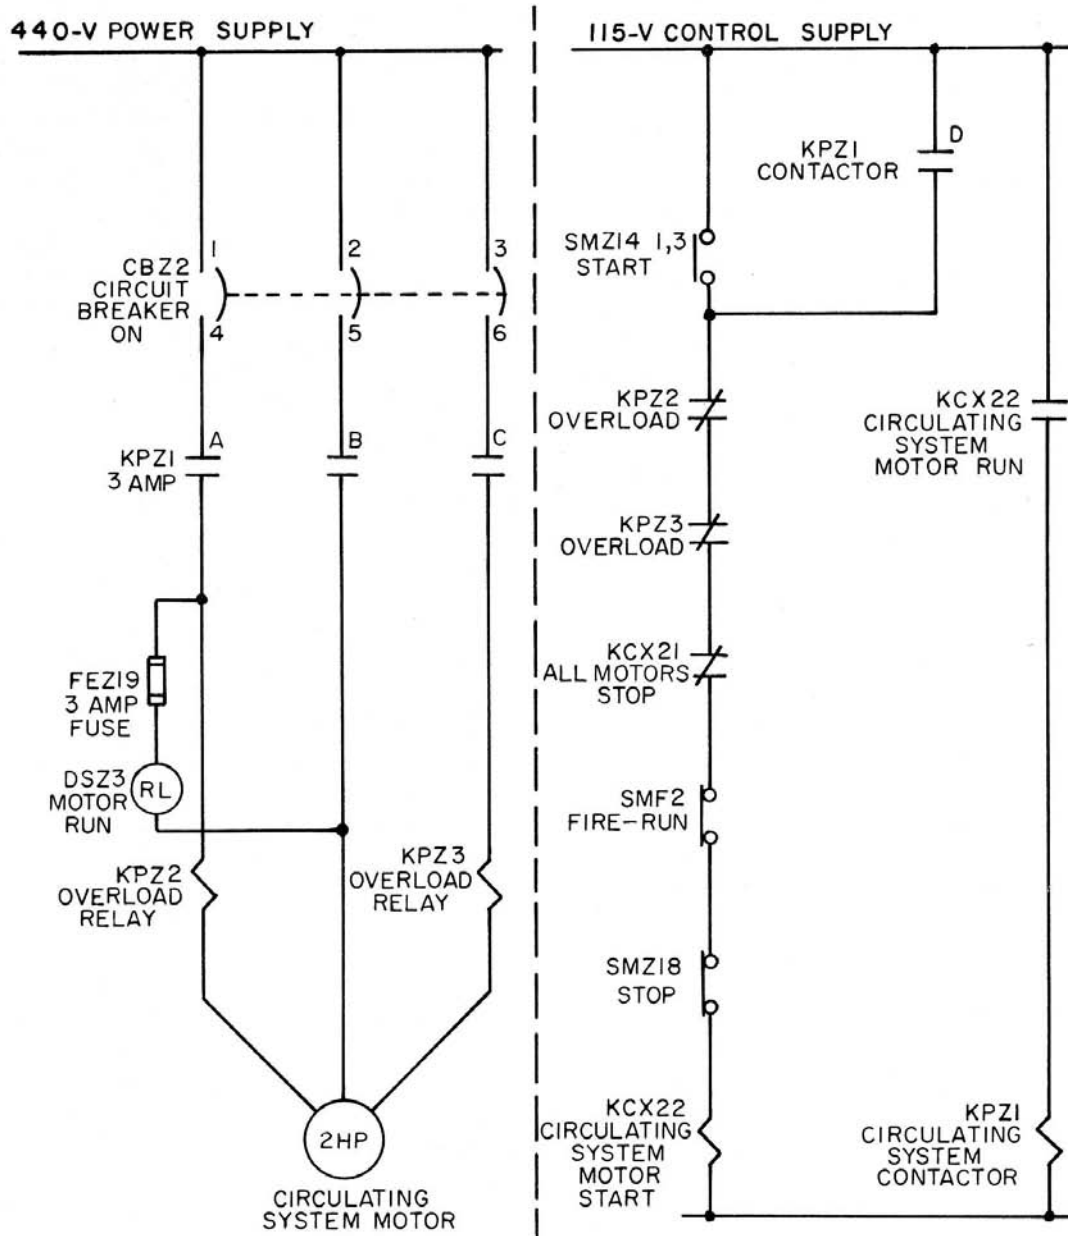 440-V POWER SUPPLY
1
2
3
CBZ2
CIRCUIT
BREAKER
ON
4
5
6
A
B
C
KPZ1
3 AMP
FEZ19
3 AMP
FUSE
DSZ3
MOTOR
RUN
RL
KPZ2
OVERLOAD
RELAY
KPZ3
OVERLOAD
RELAY
2HP
CIRCULATING
SYSTEM MOTOR
115-V CONTROL SUPPLY
D
KPZ1
CONTACTOR
SMZ14 1,3
START
KPZ2
OVERLOAD
KCX22
CIRCULATING
SYSTEM
MOTOR RUN
KPZ3
OVERLOAD
KCX21
ALL MOTORS
STOP
SMF2
FIRE-RUN
SMZ18
STOP
KCX22
CIRCULATING
SYSTEM
MOTOR
START
KPZ1
CIRCULATING
SYSTEM
CONTACTOR